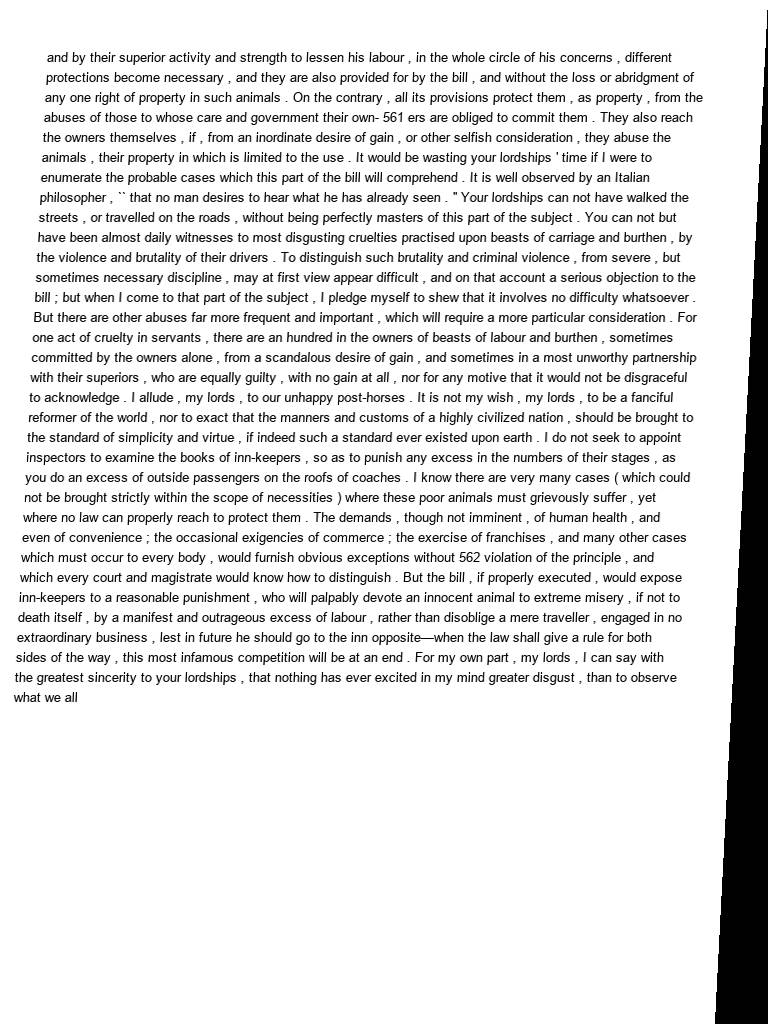 and by their superior activity and strength to lessen his labour , in the whole circle of his concerns , different
protections become necessary , and they are also provided for by the bill , and without the loss or abridgment of
any one right of property in such animals . On the contrary , all its provisions protect them , as property , from the
abuses of those to whose care and government their own- 561 ers are obliged to commit them . They also reach
the owners themselves , if , from an inordinate desire of gain , or other selfish consideration , they abuse the
animals , their property in which is limited to the use . It would be wasting your lordships ' time if I were to
enumerate the probable cases which this part of the bill will comprehend . It is well observed by an Italian
philosopher , `` that no man desires to hear what he has already seen . " Your lordships can not have walked the
streets , or travelled on the roads , without being perfectly masters of this part of the subject . You can not but
have been almost daily witnesses to most disgusting cruelties practised upon beasts of carriage and burthen , by
the violence and brutality of their drivers . To distinguish such brutality and criminal violence , from severe , but
sometimes necessary discipline , may at first view appear difficult , and on that account a serious objection to the
bill ; but when I come to that part of the subject , I pledge myself to shew that it involves no difficulty whatsoever .
But there are other abuses far more frequent and important , which will require a more particular consideration . For
one act of cruelty in servants , there are an hundred in the owners of beasts of labour and burthen , sometimes
committed by the owners alone , from a scandalous desire of gain , and sometimes in a most unworthy partnership
with their superiors , who are equally guilty , with no gain at all , nor for any motive that it would not be disgraceful
to acknowledge . I allude , my lords , to our unhappy post-horses . It is not my wish , my lords , to be a fanciful
reformer of the world , nor to exact that the manners and customs of a highly civilized nation , should be brought to
the standard of simplicity and virtue , if indeed such a standard ever existed upon earth . I do not seek to appoint
inspectors to examine the books of inn-keepers , so as to punish any excess in the numbers of their stages , as
you do an excess of outside passengers on the roofs of coaches . I know there are very many cases ( which could
not be brought strictly within the scope of necessities ) where these poor animals must grievously suffer , yet
where no law can properly reach to protect them . The demands , though not imminent , of human health , and
even of convenience ; the occasional exigencies of commerce ; the exercise of franchises , and many other cases
which must occur to every body , would furnish obvious exceptions without 562 violation of the principle , and
which every court and magistrate would know how to distinguish . But the bill , if properly executed , would expose
inn-keepers to a reasonable punishment , who will palpably devote an innocent animal to extreme misery , if not to
death itself , by a manifest and outrageous excess of labour , rather than disoblige a mere traveller , engaged in no
extraordinary business , lest in future he should go to the inn opposite—when the law shall give a rule for both
sides of the way , this most infamous competition will be at an end . For my own part , my lords , I can say with
the greatest sincerity to your lordships , that nothing has ever excited in my mind greater disgust , than to observe
what we all